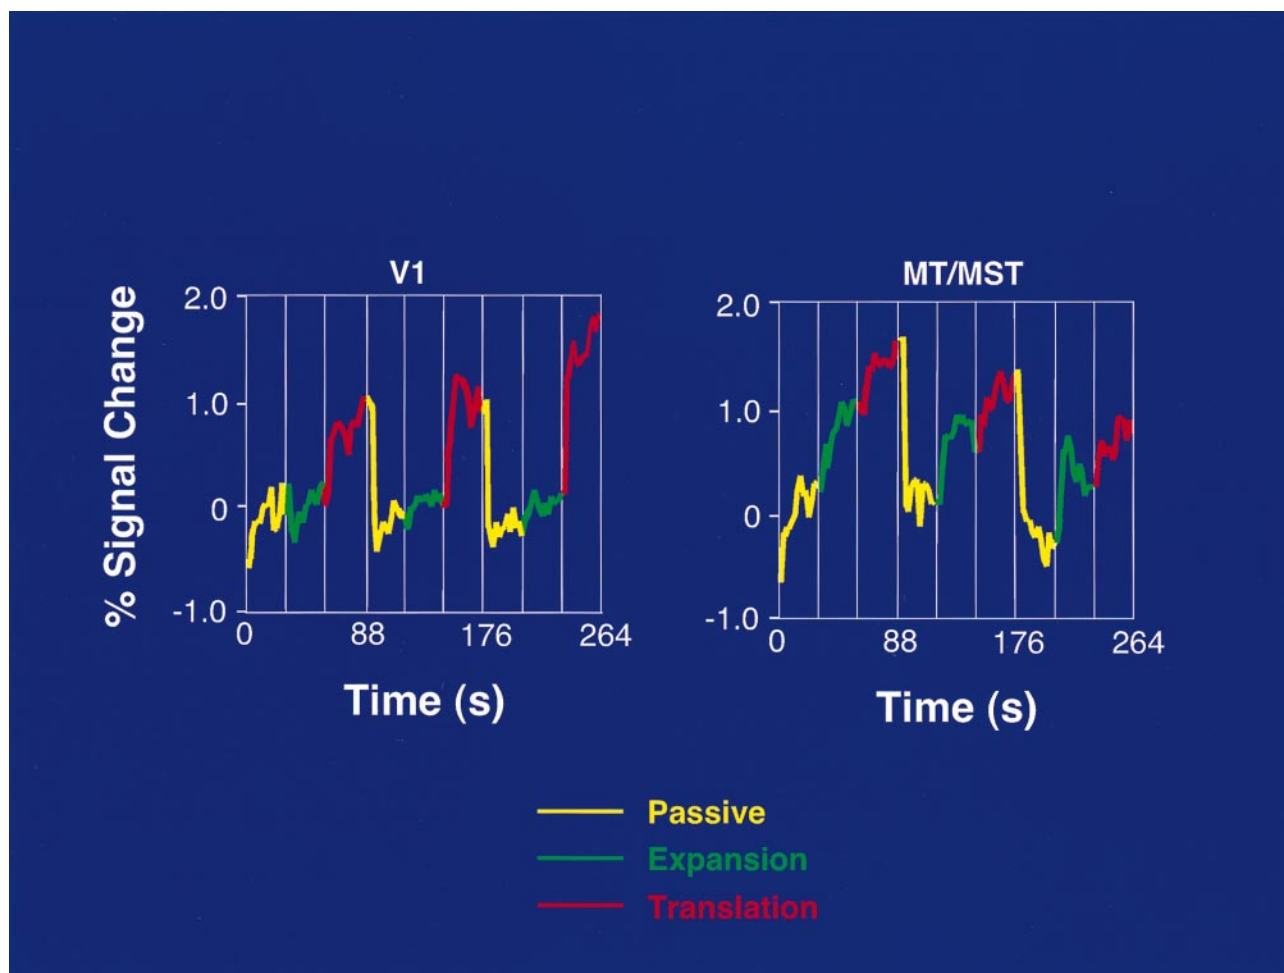 V1
% Signal Change
2.0
1.0
0
-1.0
0 88 176 264
Time (s)
MT/MST
2.0
1.0
0
-1.0
0 88 176 264
Time (s)
Passive
Expansion
Translation